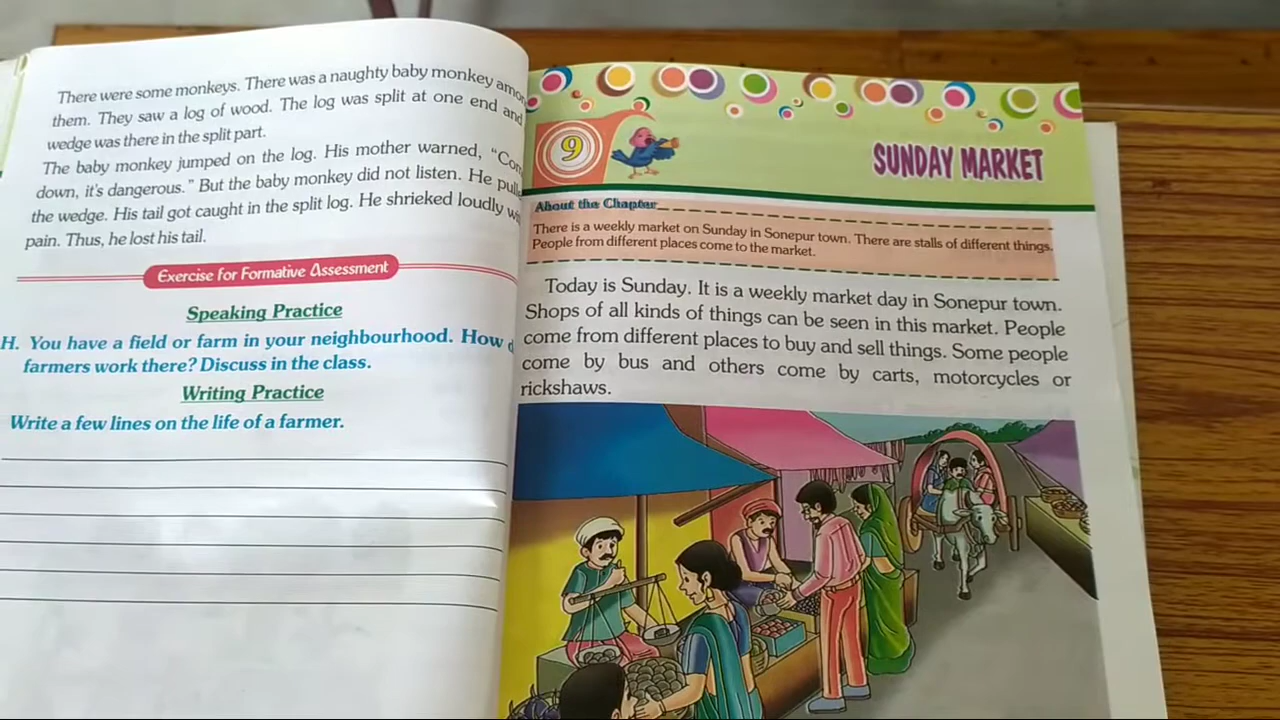 There were some monkeys. There was a naughty baby monkey
them. They saw a log of wood. The log was split at one end and
wedge was there in the split part.
The baby monkey jumped on the log. His mother warned,
down, it's dangerous." But the baby monkey did not listen. He
the wedge. His tail got caught in the split log. He shrieked loudly
pain. Thus, he lost his tail.
Exercise for Formative Assessment
Speaking Practice
H. You have a field or farm in your neighbourhood. How
farmers work there? Discuss in the class.
Writing Practice
Write a few lines on the life of a farmer.
9
SUNDAY MARKET
About the Chapter
There is a weekly market on Sunday in Sonepur town. There are stalls of different things.
People from different places come to the market.
Today is Sunday. It is a weekly market day in Sonepur town.
Shops of all kinds of things can be seen in this market. People
come from different places to buy and sell things. Some people
come by bus and others come by carts, motorcycles or
rickshaws.